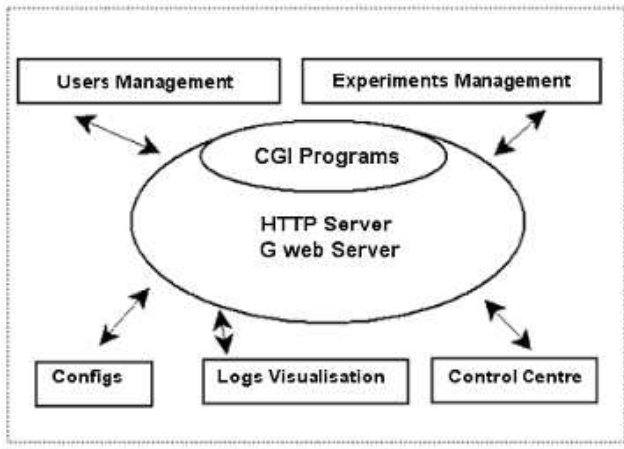 Users Management
Experiments Management
CGI Programs
HTTP Server
G web Server
Configs
Logs Visualisation
Control Centre